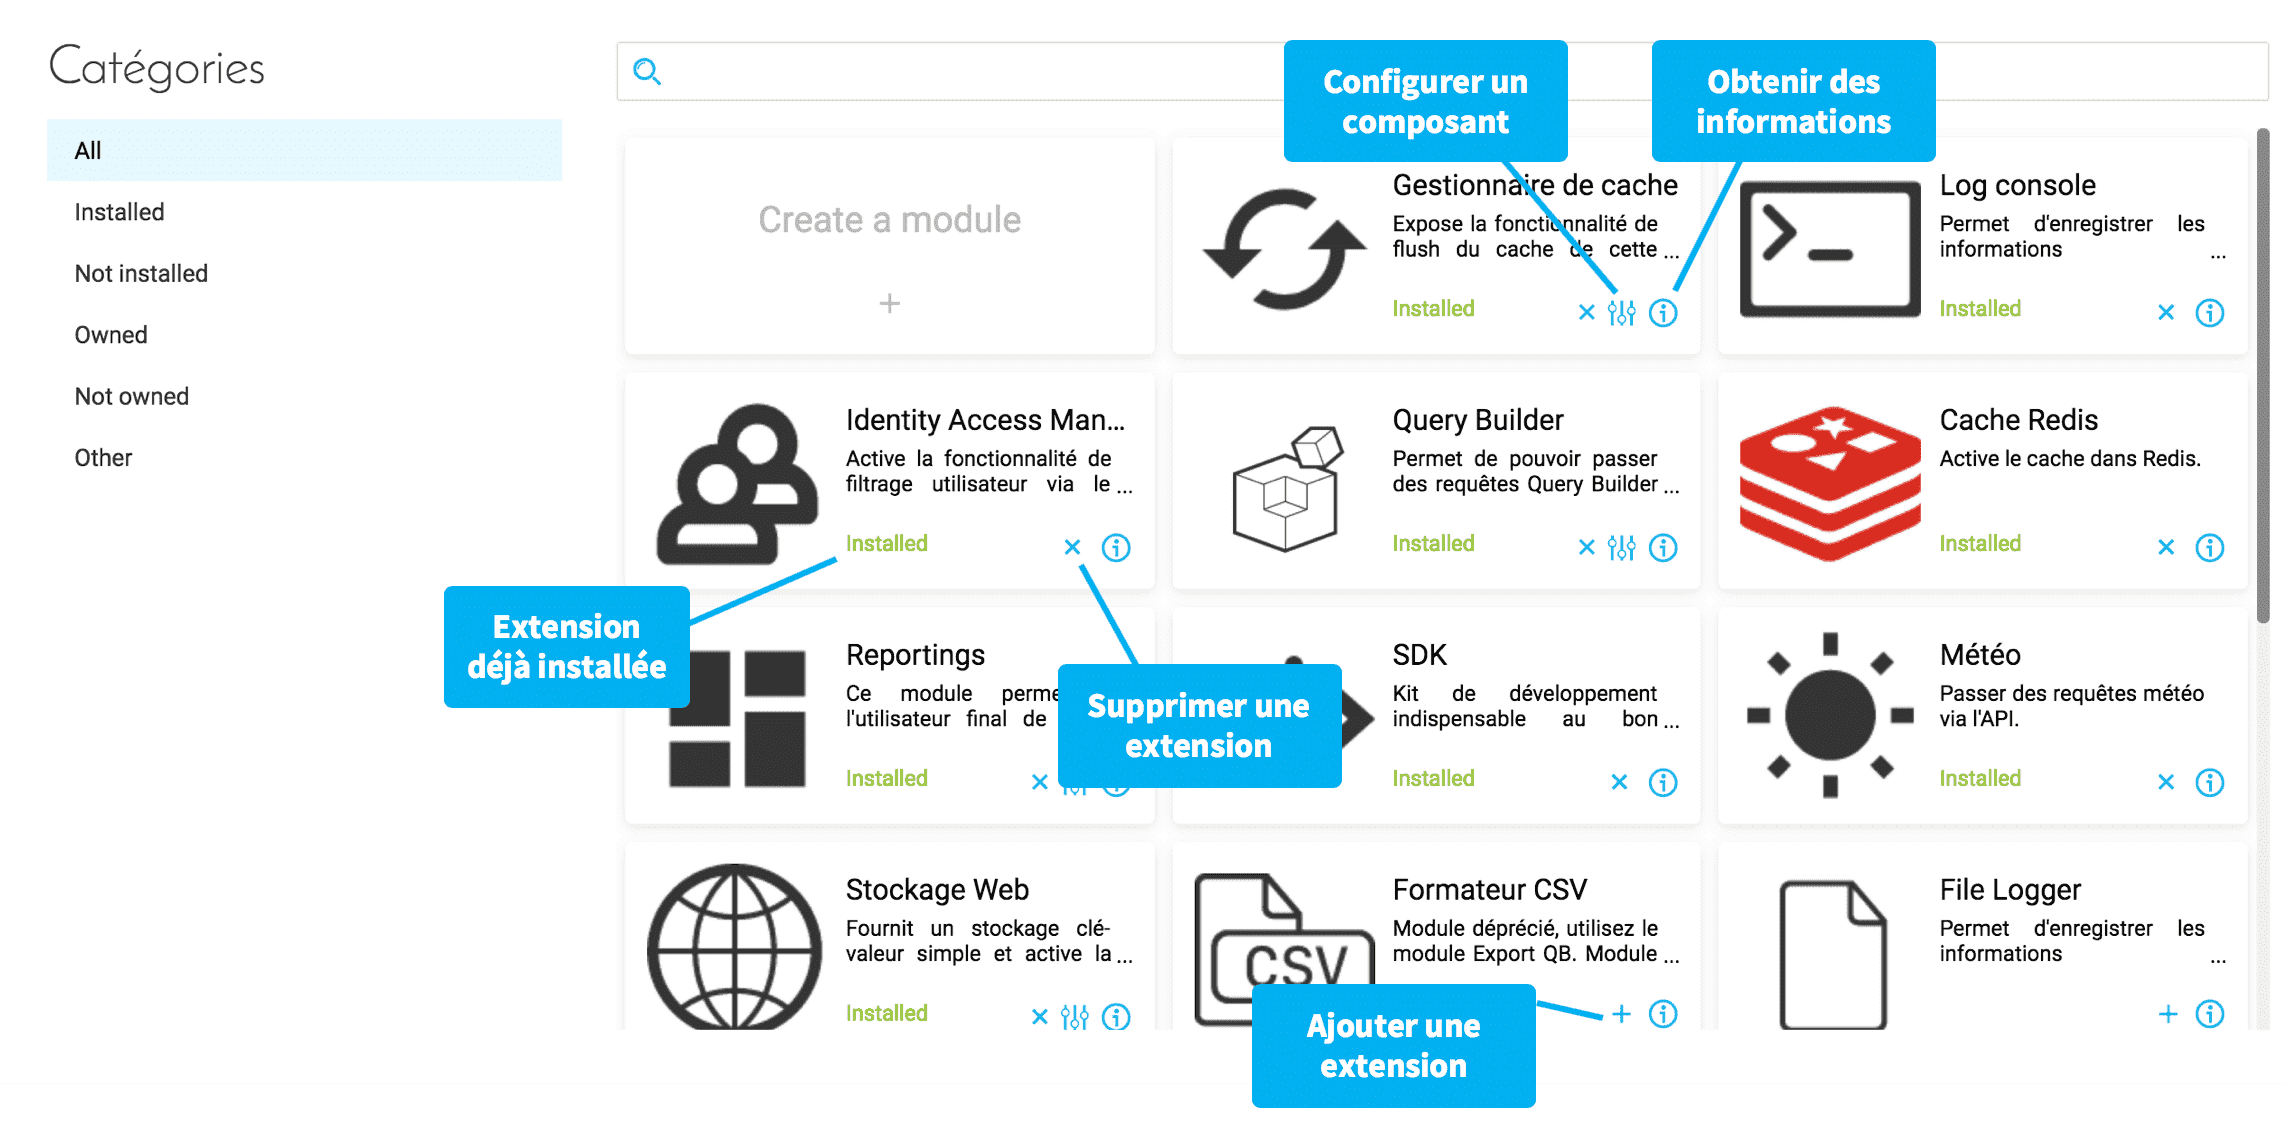 Catégories
All
Installed
Not installed
Owned
Not owned
Other
Configurer un
composant
Obtenir des
informations
Create a module
+
Gestionnaire de cache
Expose la fonctionnalité de
flush du cache de cette ...
Installed
Log console
Permet d'enregistrer les
informations ...
Installed
Identity Access Man...
Active la fonctionnalité de
filtrage utilisateur via le ...
Installed
Query Builder
Permet de pouvoir passer
des requêtes Query Builder ...
Installed
Cache Redis
Active le cache dans Redis.
Installed
Extension
déjà installée
Supprimer une
extension
Reportings
Ce module perme
l'utilisateur final de
Installed
SDK
Kit de développement
indispensable au bon ...
Installed
Météo
Passer des requêtes météo
via l'API.
Installed
Stockage Web
Fournit un stockage clé-
valeur simple et active la ...
Installed
CSV
Formateur CSV
Module déprécié, utilisez le
module Export QB. Module ...
File Logger
Permet d'enregistrer les
informations ...
Ajouter une
extension